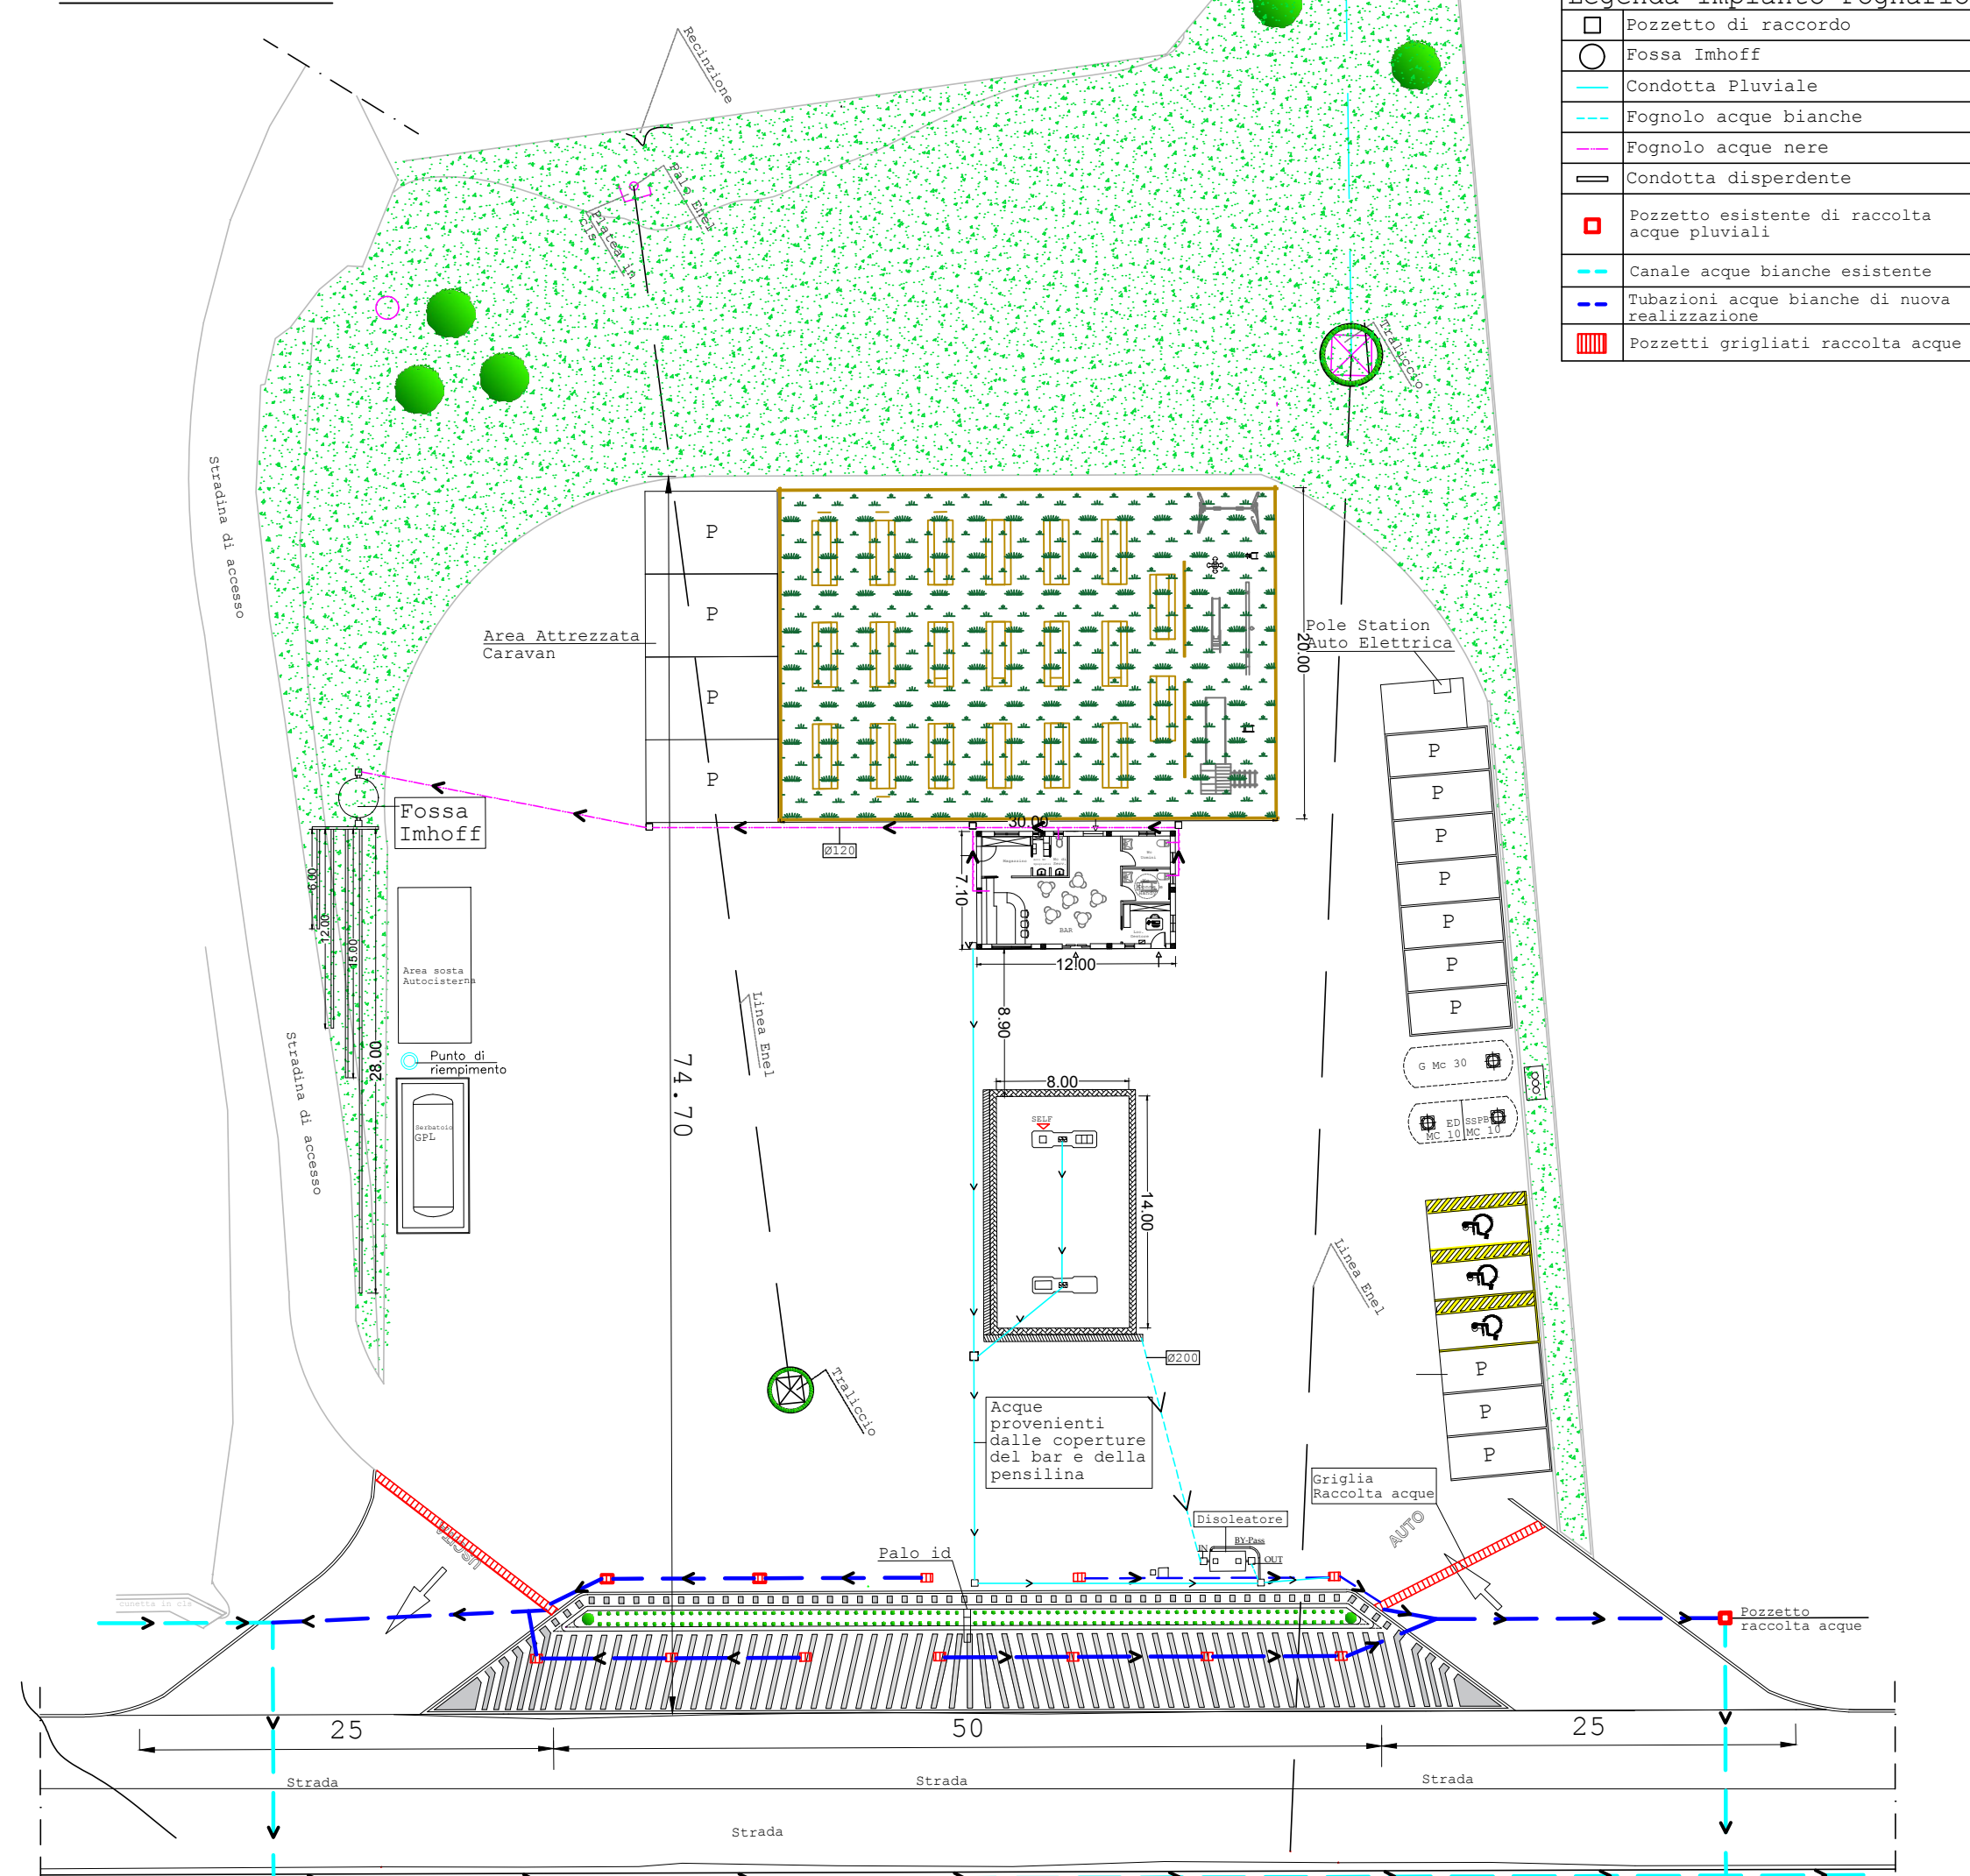 Legenda Impianto Fognario
Pozzetto di raccordo
Fossa Imhoff
Condotta Pluviale
Fognolo acque bianche
Fognolo acque nere
Condotta disperdente
Pozzetto esistente di raccolta
acque pluviali
Canale acque bianche esistente
Tubazioni acque bianche di nuova
realizzazione
Pozzetti grigliati raccolta acque
Recinzione
Palo Enel
Platea in
cls
Traliccio
Stradina di accesso
P
P
P
P
Area Attrezzata
Caravan
20.00
Pole Station
Auto Elettrica
P
P
P
P
P
P
P
Fossa
Imhoff
Ø120
30.00
7.10
Magazzino
BAR
12.00
6.00
12.00
15.00
28.00
Area sosta
Autocisterna
Punto di
riempimento
Serbatoio
GPL
Stradina di accesso
Linea Enel
74.70
8.90
8.00
SELF
14.00
G Mc 30
ED
MC 10
SSPB
MC 10
Linea Enel
P
P
P
Ø200
Traliccio
Acque
provenienti
dalle coperture
del bar e della
pensilina
Griglia
Raccolta acque
Disoleatore
BY-Pass
IN
OUT
USCITA
AUTO
Palo id
cunetta in cls
Pozzetto
raccolta acque
25
50
25
Strada
Strada
Strada
Strada